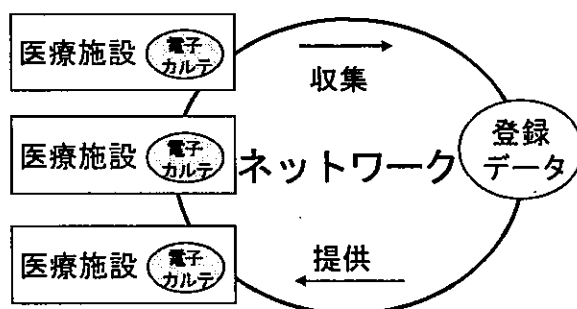 医療施設
電子
カルテ
収集
医療施設
電子
カルテ
ネットワーク
登録
データ
医療施設
電子
カルテ
提供